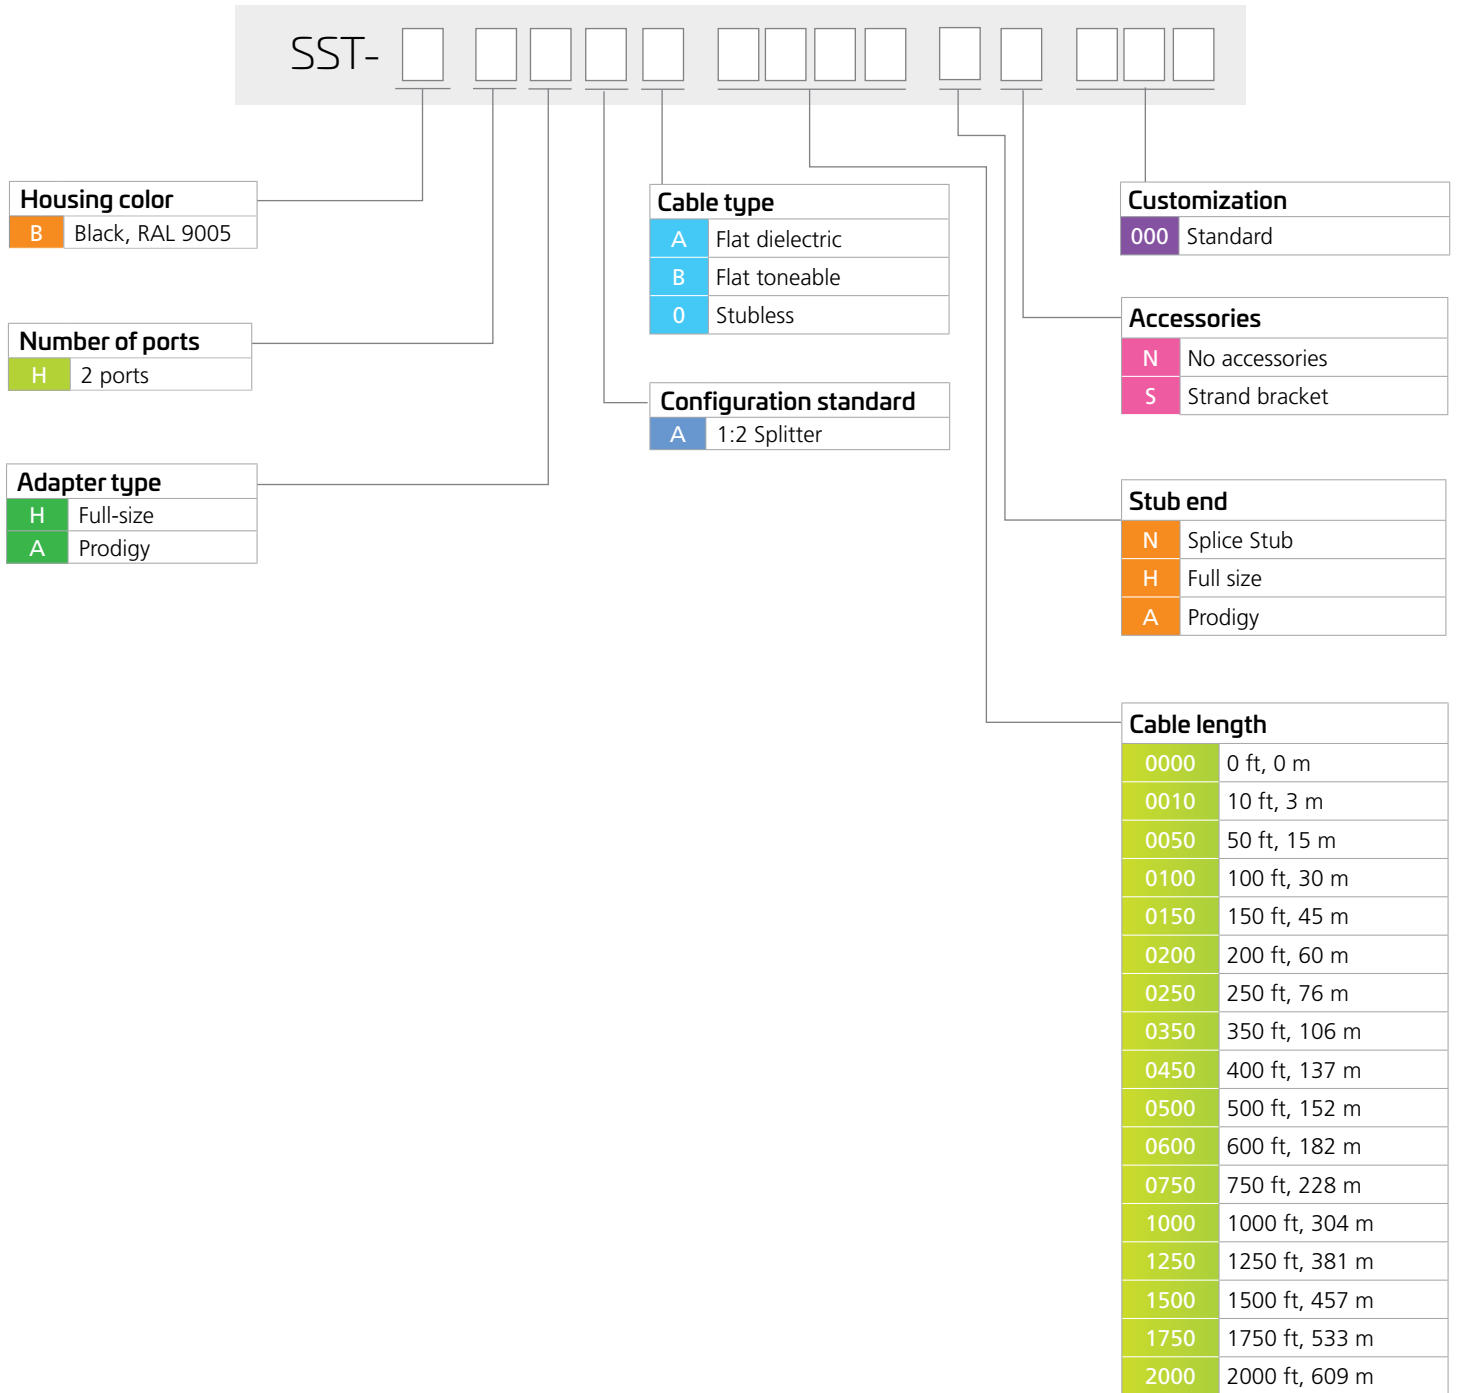 SST-
Housing color
B Black, RAL 9005
Number of ports
H 2 ports
Adapter type
H Full-size
A Prodigy
Cable type
A Flat dielectric
B Flat toneable
0 Stubless
Configuration standard
A 1:2 Splitter
Customization
000 Standard
Accessories
N No accessories
S Strand bracket
Stub end
N Splice Stub
H Full size
A Prodigy
Cable length
0000 0 ft, 0 m
0010 10 ft, 3 m
0050 50 ft, 15 m
0100 100 ft, 30 m
0150 150 ft, 45 m
0200 200 ft, 60 m
0250 250 ft, 76 m
0350 350 ft, 106 m
0450 400 ft, 137 m
0500 500 ft, 152 m
0600 600 ft, 182 m
0750 750 ft, 228 m
1000 1000 ft, 304 m
1250 1250 ft, 381 m
1500 1500 ft, 457 m
1750 1750 ft, 533 m
2000 2000 ft, 609 m